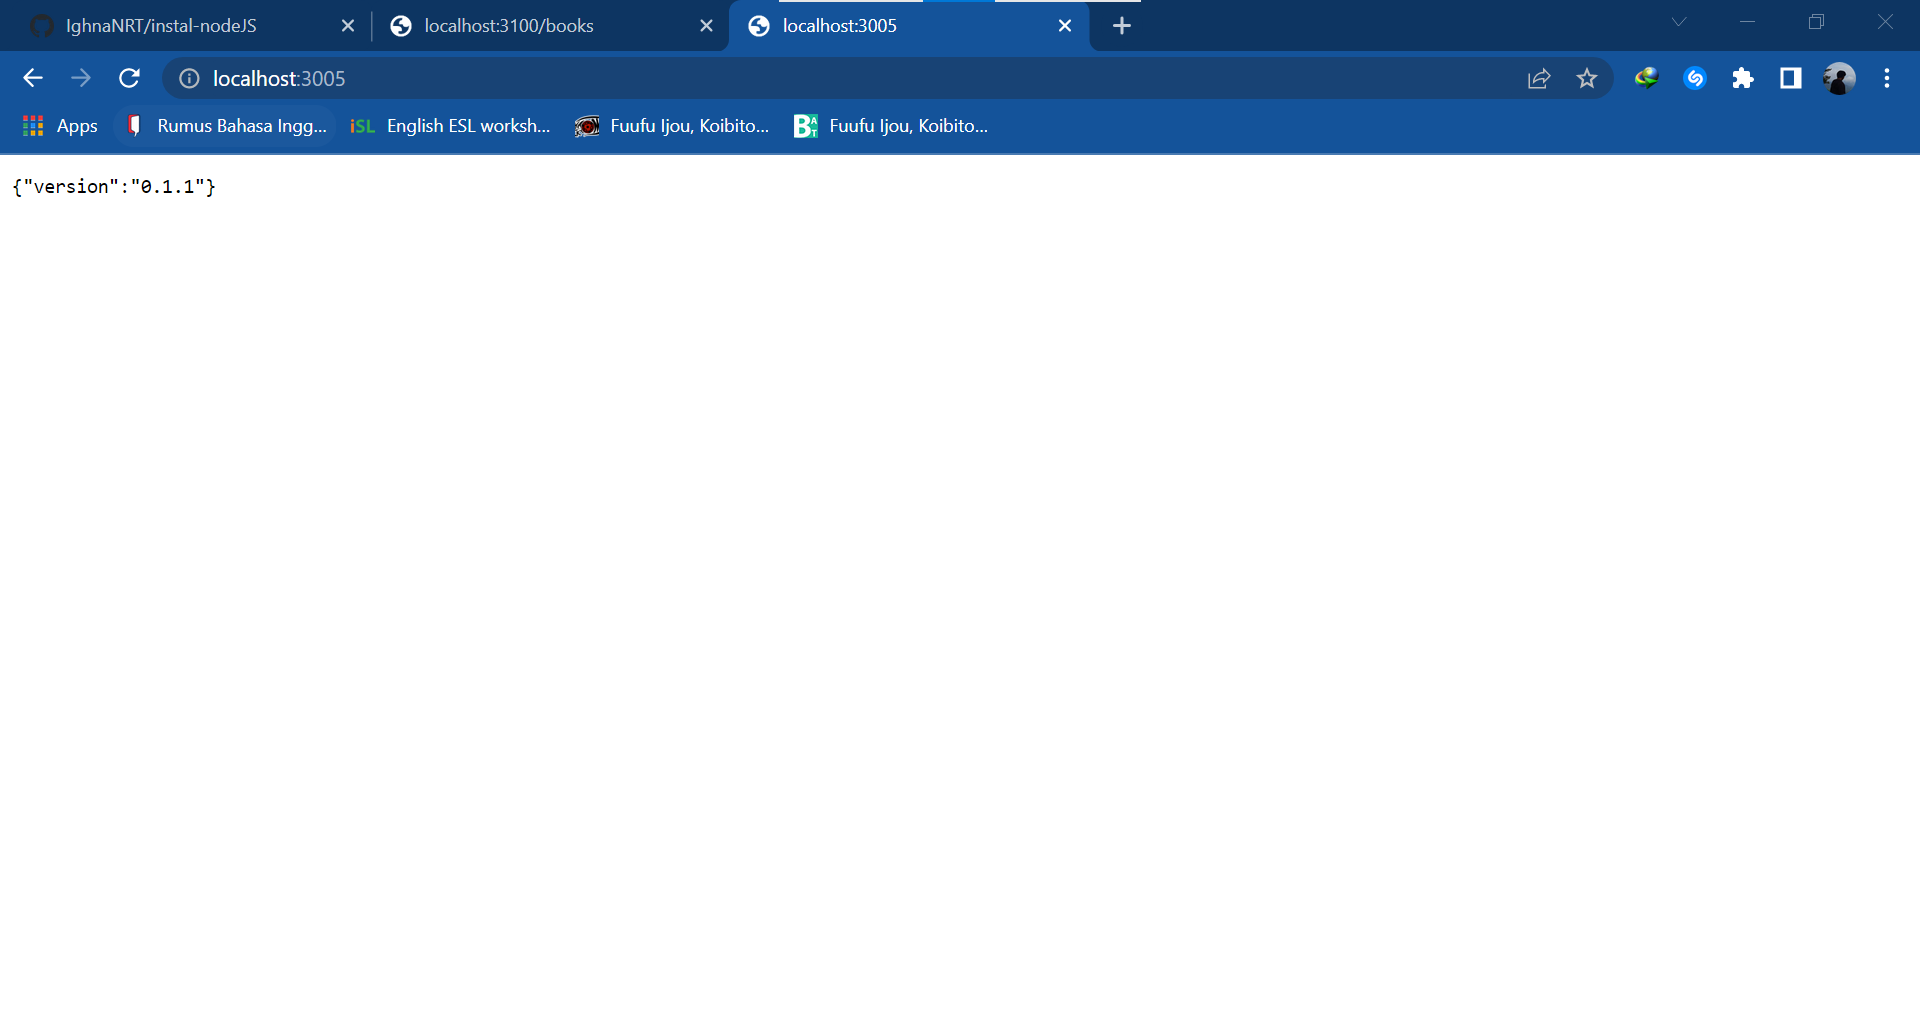 IghnaNRT/instal-nodeJS
localhost:3100/books
localhost:3005
localhost:3005
Apps
Rumus Bahasa Ingg...
iSL English ESL worksh...
Fuufu Ijou, Koibito...
BAT Fuufu Ijou, Koibito...
{"version":"0.1.1"}